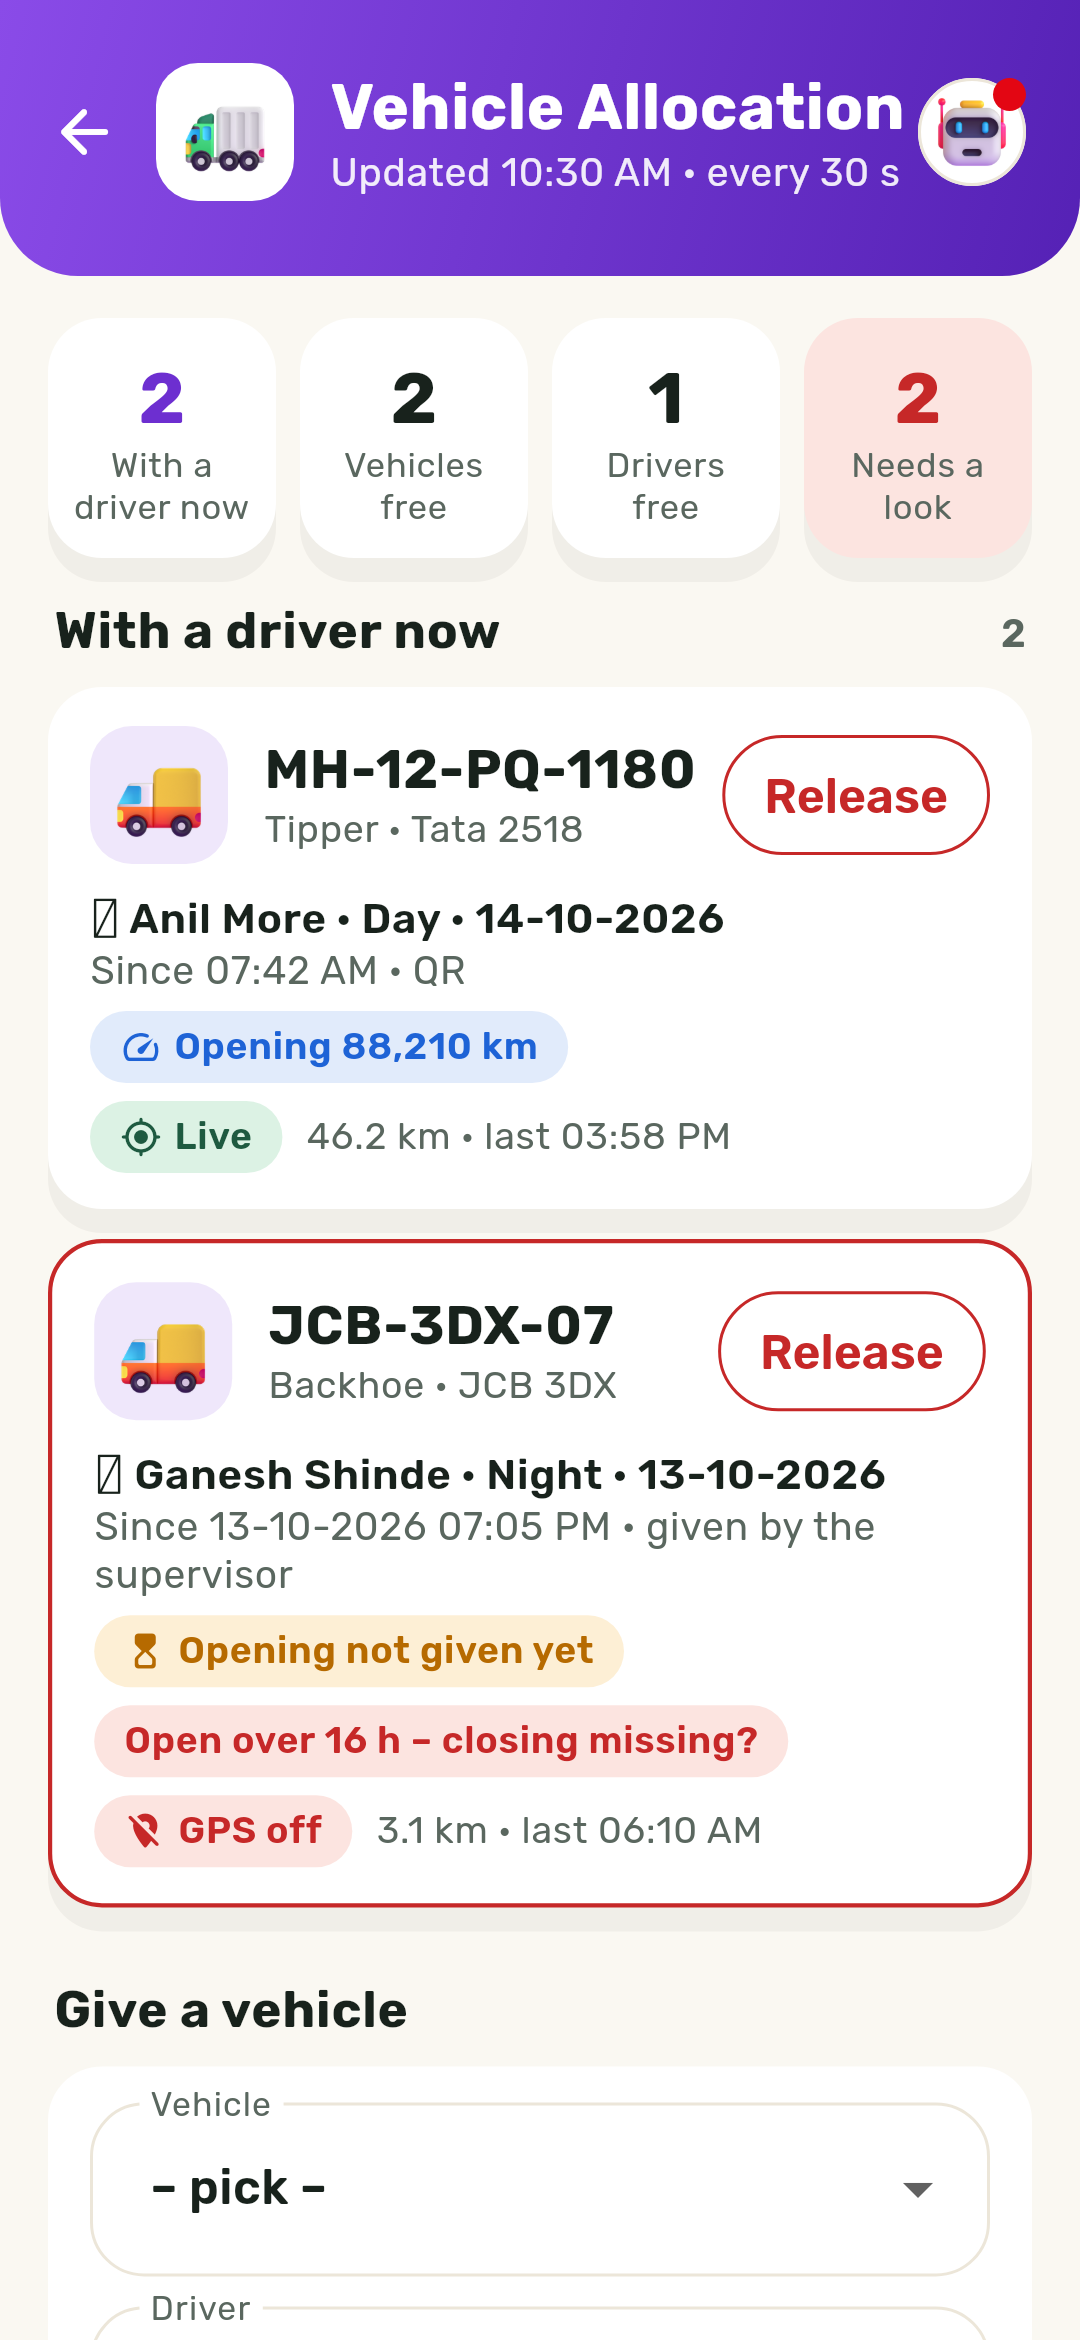 Vehicle Allocation
Updated 10:30 AM • every 30 s
2
With a
driver now
2
Vehicles
free
1
Drivers
free
2
Needs a
look
With a driver now
2
MH-12-PQ-1180
Tipper • Tata 2518
Release
Anil More • Day • 14-10-2026
Since 07:42 AM • QR
Opening 88,210 km
Live
46.2 km • last 03:58 PM
JCB-3DX-07
Backhoe • JCB 3DX
Release
Ganesh Shinde • Night • 13-10-2026
Since 13-10-2026 07:05 PM • given by the
supervisor
Opening not given yet
Open over 16 h – closing missing?
GPS off
3.1 km • last 06:10 AM
Give a vehicle
Vehicle
– pick –
Driver